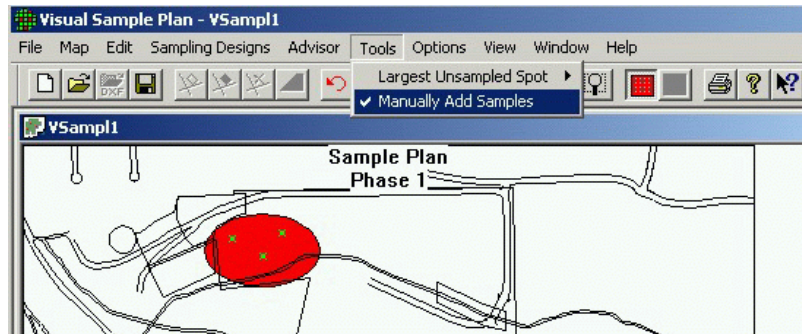 Visual Sample Plan - VSampl1
File Map Edit Sampling Designs Advisor Tools Options View Window Help
DXF
Largest Unsampled Spot
Manually Add Samples
VSampl1
Sample Plan
Phase 1